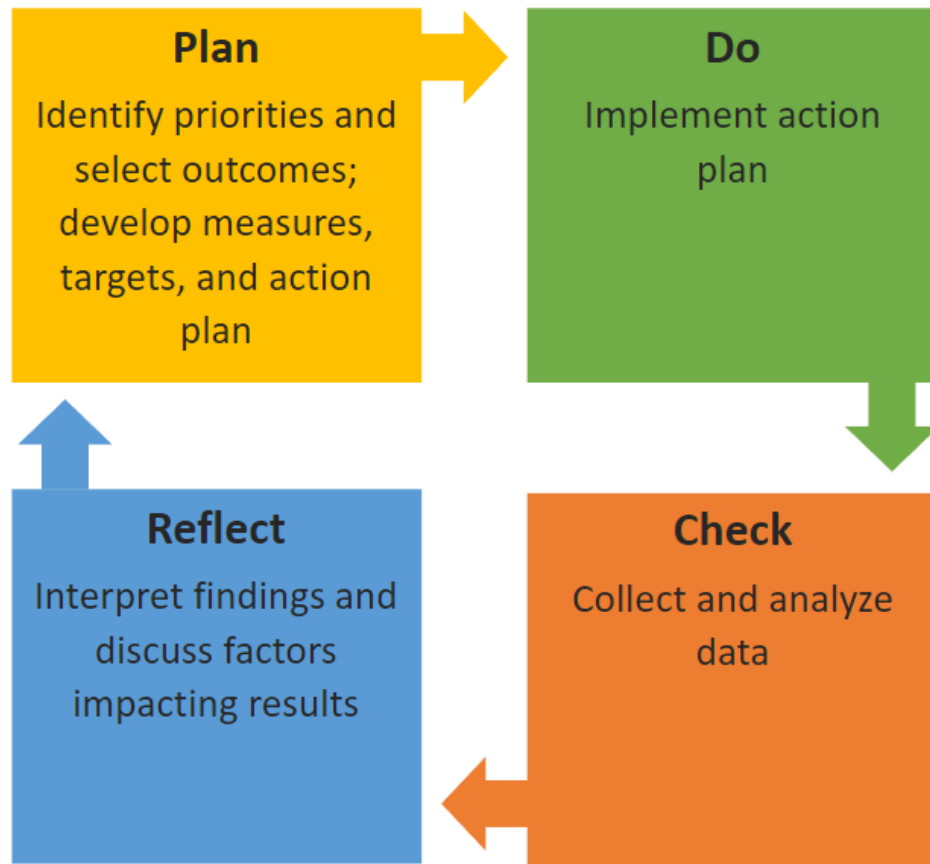 Plan
Identify priorities and
select outcomes;
develop measures,
targets, and action
plan
Do
Implement action
plan
Reflect
Interpret findings and
discuss factors
impacting results
Check
Collect and analyze
data